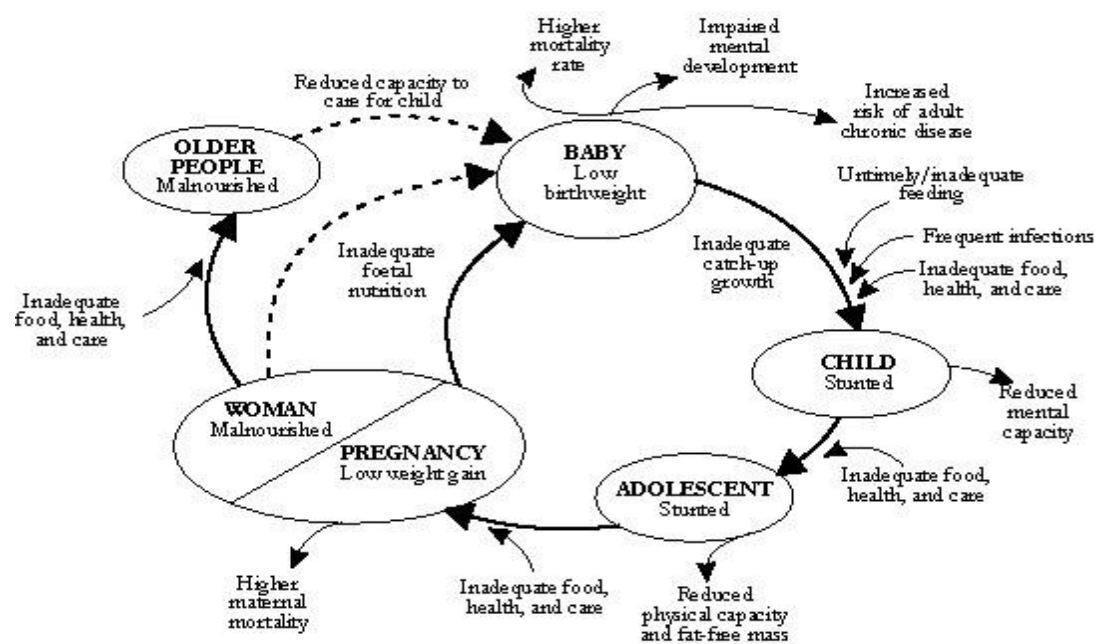 Higher
mortality
rate
Impaired
mental
development
Increased
risk of adult
chronic disease
Reduced capacity to
care for child
OLDER
PEOPLE
Malnourished
BABY
Low
birthweight
Untimely/inadequate
feeding
Frequent infections
Inadequate food,
health, and care
Inadequate
catch-up
growth
Inadequate
foetal
nutrition
Inadequate
food, health,
and care
CHILD
Stunted
Reduced
mental
capacity
WOMAN
Malnourished
PREGNANCY
Low weight gain
ADOLESCENT
Stunted
Inadequate food,
health, and care
Higher
maternal
mortality
Inadequate food,
health, and care
Reduced
physical capacity
and fat-free mass